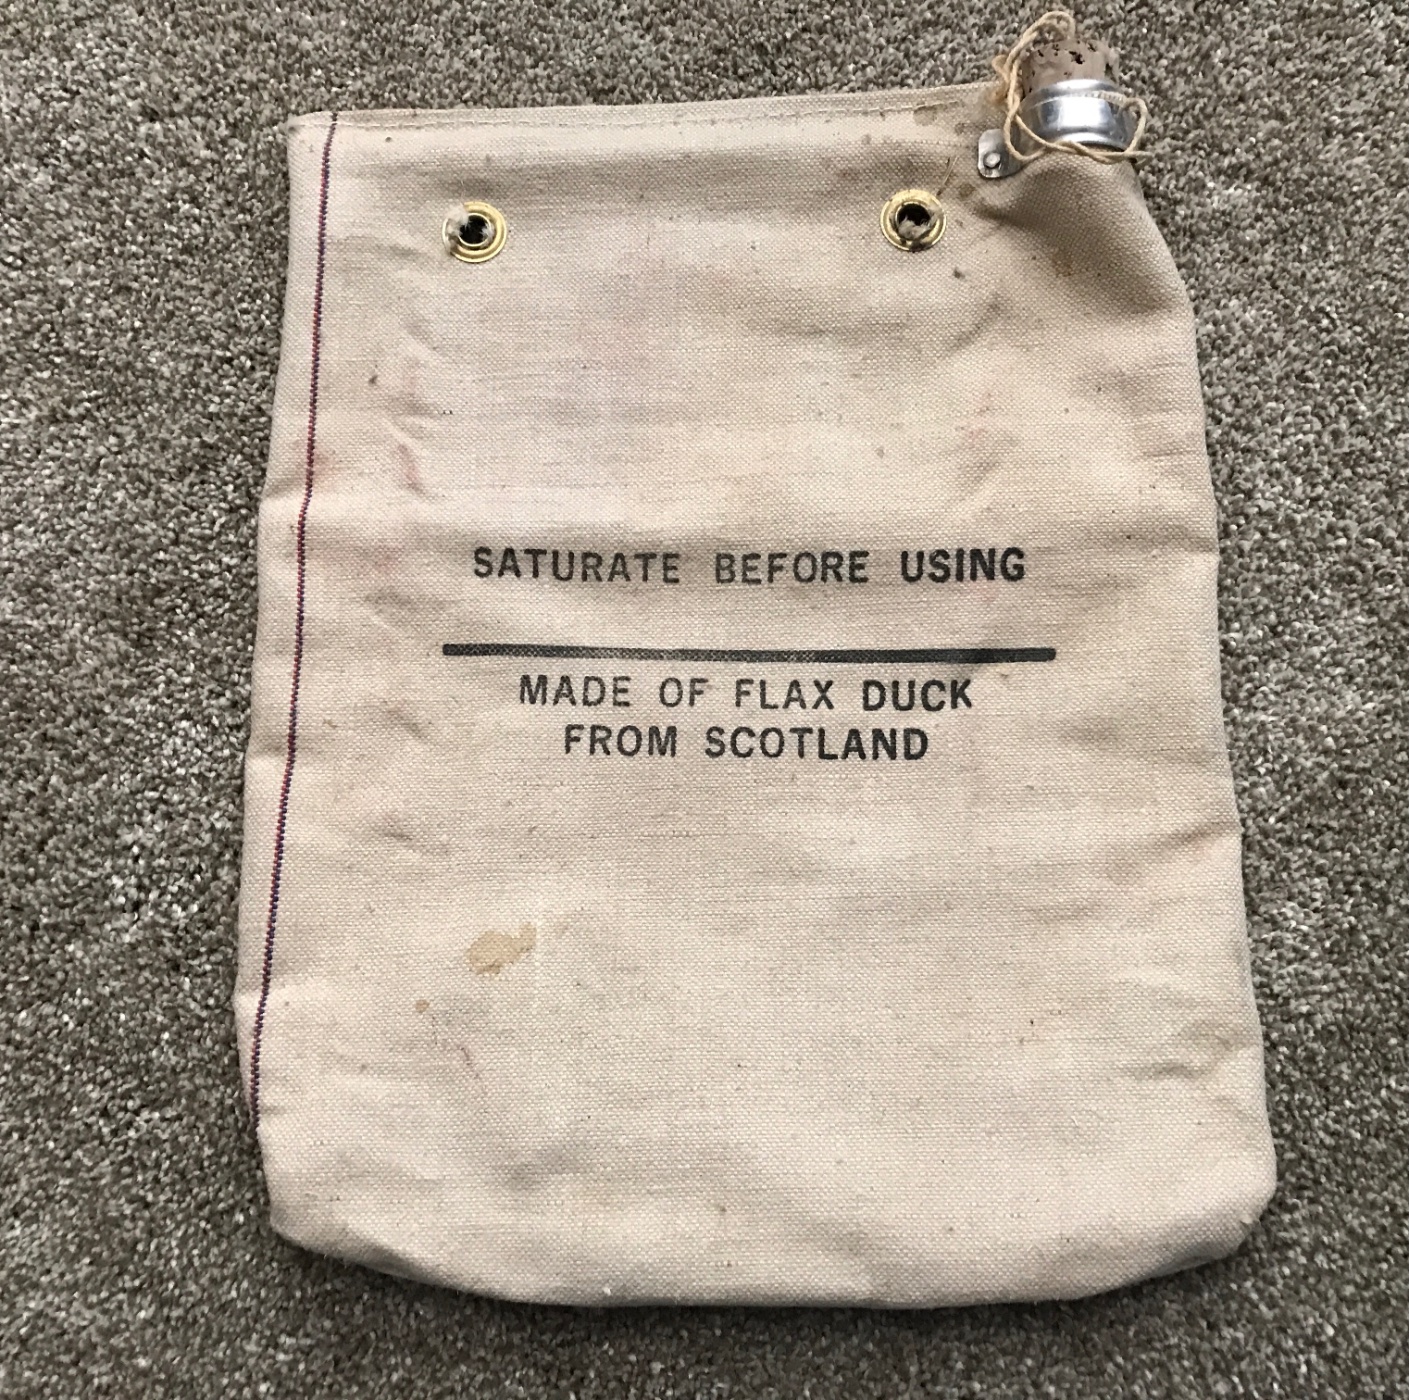 SATURATE BEFORE USING
MADE OF FLAX DUCK
FROM SCOTLAND